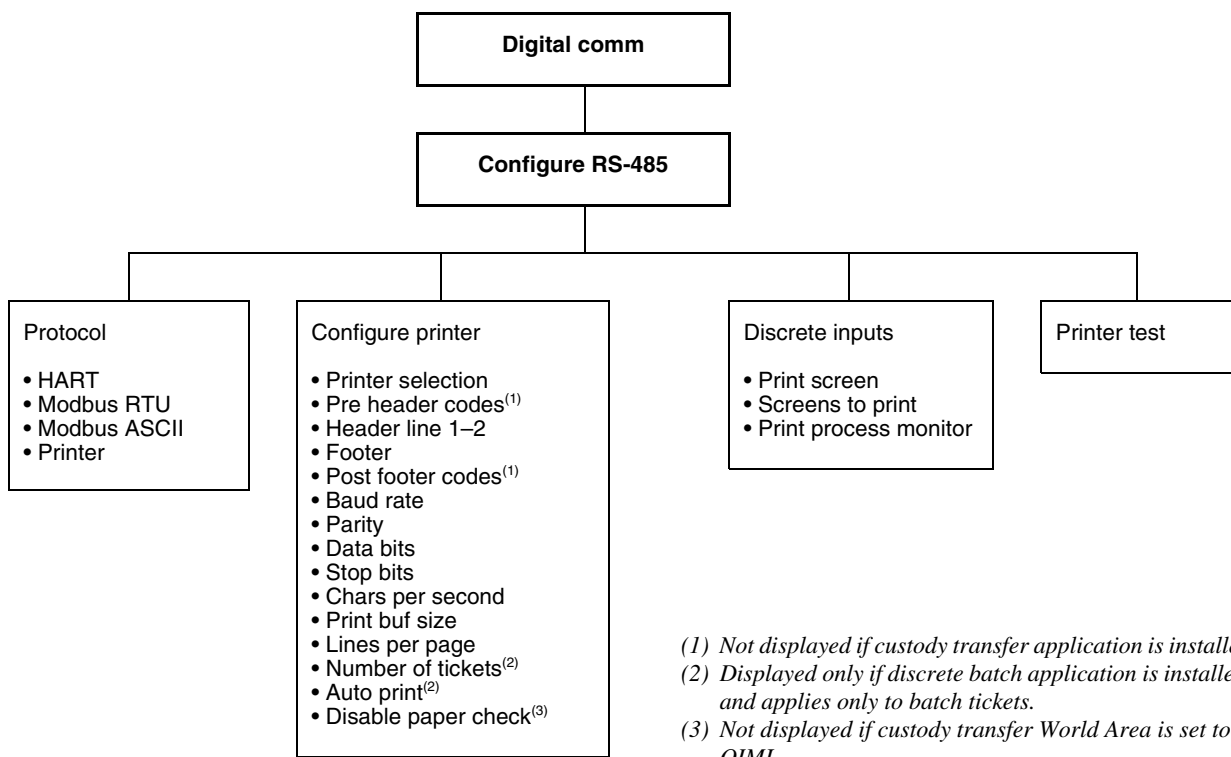 Digital comm
Configure RS-485
Protocol
• HART
• Modbus RTU
• Modbus ASCII
• Printer
Configure printer
• Printer selection
• Pre header codes(1)
• Header line 1–2
• Footer
• Post footer codes(1)
• Baud rate
• Parity
• Data bits
• Stop bits
• Chars per second
• Print buf size
• Lines per page
• Number of tickets(2)
• Auto print(2)
• Disable paper check(3)
Discrete inputs
• Print screen
• Screens to print
• Print process monitor
Printer test
(1) Not displayed if custody transfer application is
(2) Displayed only if discrete batch application is
and applies only to batch tickets.
(3) Not displayed if custody transfer World Area is set to